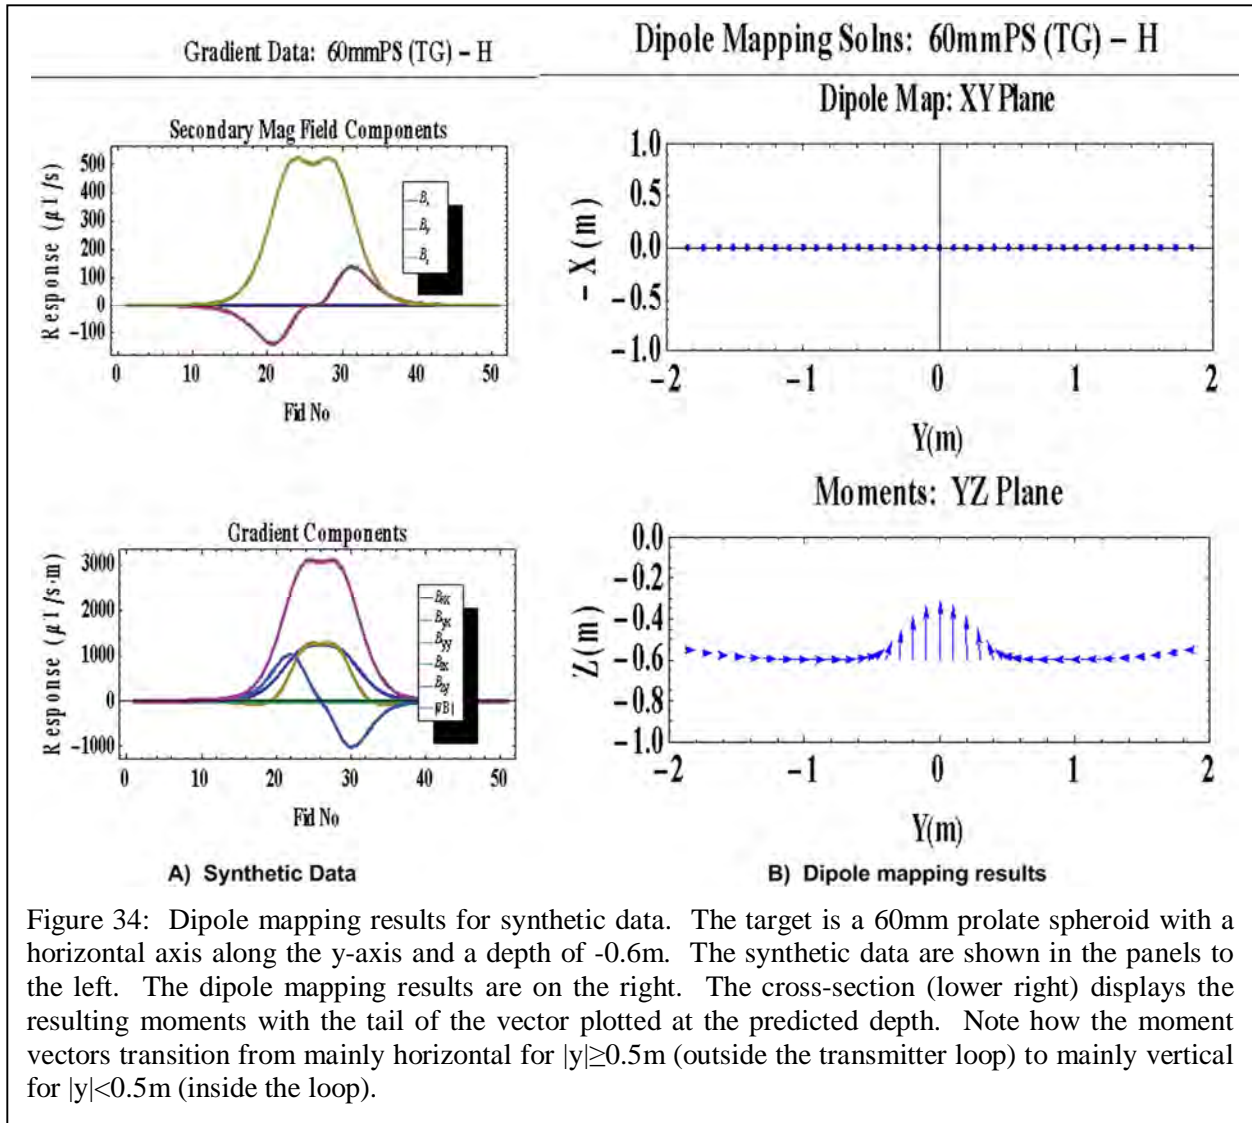 Gradient Data: 60mmPS (TG) – H
Secondary Mag Field Components
Response (μT/s)
500
400
300
200
100
0
−100
0 10 20 30 40 50
Fid No
Gradient Components
Response (μT/s·m)
3000
2000
1000
0
−1000
0 10 20 30 40 50
Fid No
A) Synthetic Data
Dipole Mapping Solns: 60mmPS (TG) – H
Dipole Map: XY Plane
−X(m)
1.0
0.5
0.0
−0.5
−1.0
−2 −1 0 1 2
Y(m)
Moments: YZ Plane
Z(m)
0.0
−0.2
−0.4
−0.6
−0.8
−1.0
−2 −1 0 1 2
Y(m)
B) Dipole mapping results
Figure 34: Dipole mapping results for synthetic data. The target is a 60mm prolate spheroid with a
horizontal axis along the y-axis and a depth of -0.6m. The synthetic data are shown in the panels to
the left. The dipole mapping results are on the right. The cross-section (lower right) displays the
resulting moments with the tail of the vector plotted at the predicted depth. Note how the moment
vectors transition from mainly horizontal for |y|≥0.5m (outside the transmitter loop) to mainly vertical
for |y|<0.5m (inside the loop).